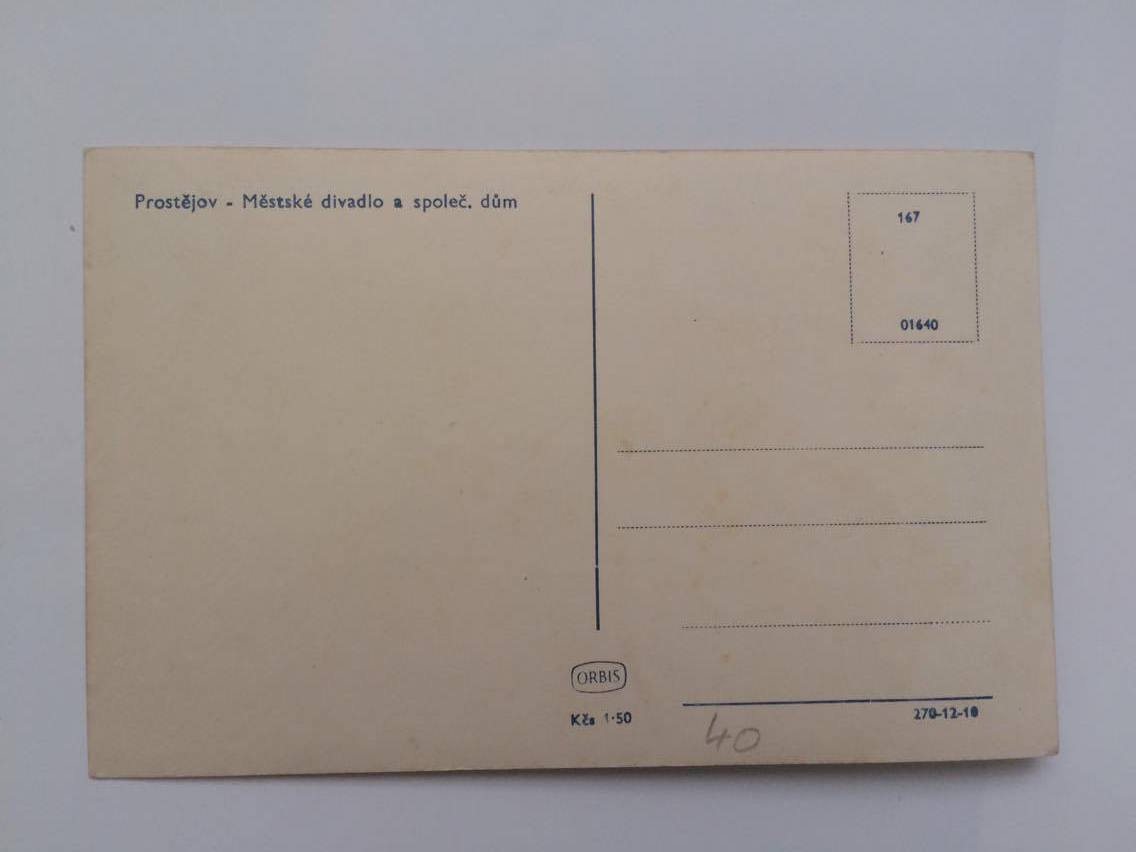 Prostějov - Městské divadlo a společ. dům
167
01640
ORBIS
Kčs 1·50
270-12-10
40